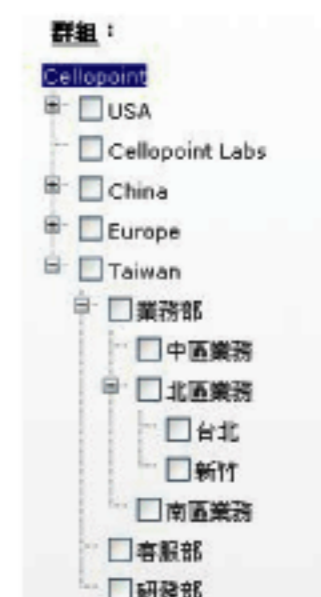 群組：
Cellopoint
USA
Cellopoint Labs
China
Europe
Taiwan
業務部
中區業務
北區業務
台北
新竹
南區業務
客服部
研發部